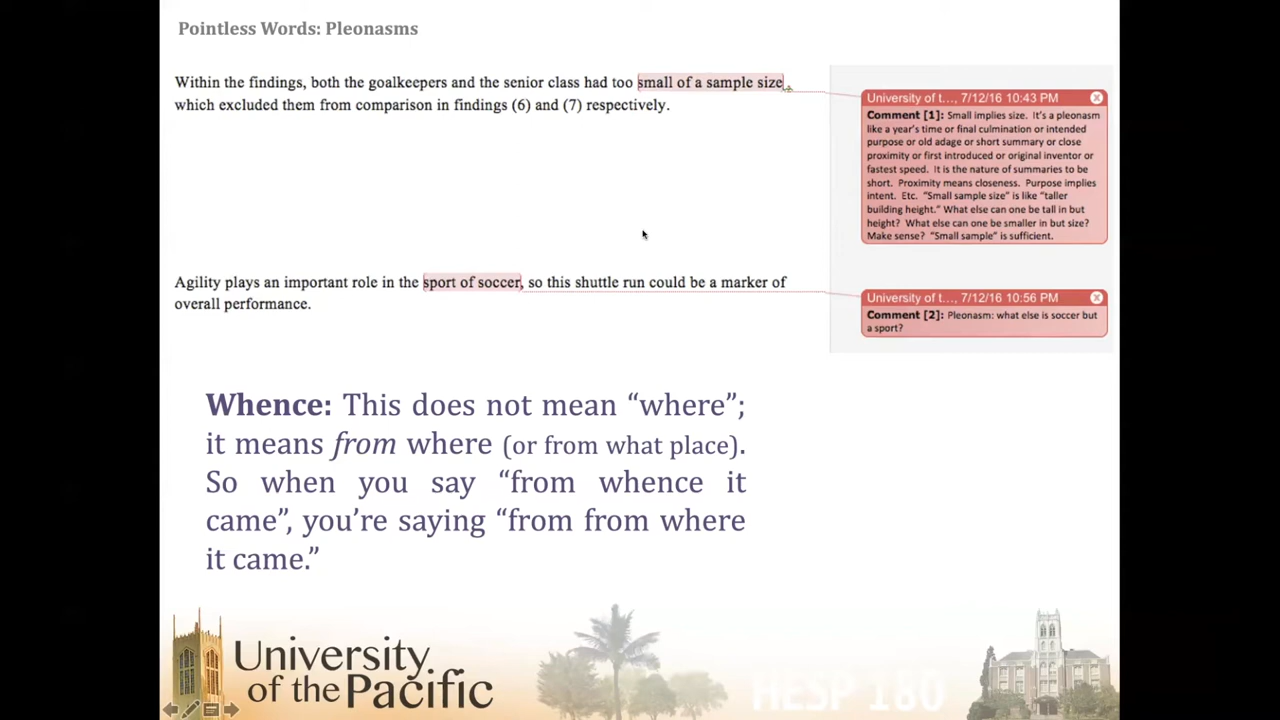 Pointless Words: Pleonasms
Within the findings, both the goalkeepers and the senior class had too small of a sample size,
which excluded them from comparison in findings (6) and (7) respectively.
University of t..., 7/12/16 10:43 PM
Comment [1]: Small implies size. It's a pleonasm
like a year's time or final culmination or intended
purpose or old adage or short summary or close
proximity or first introduced or original inventor or
fastest speed. It is the nature of summaries to be
short. Proximity means closeness. Purpose implies
intent. Etc. "Small sample size" is like "taller
building height." What else can one be tall in but
height? What else can one be smaller in but size?
Make sense? "Small sample" is sufficient.
Agility plays an important role in the sport of soccer, so this shuttle run could be a marker of
overall performance.
University of t..., 7/12/16 10:56 PM
Comment [2]: Pleonasm: what else is soccer but
a sport?
Whence: This does not mean “where”;
it means from where (or from what place).
So when you say “from whence it
came”, you’re saying “from from where
it came.”
University
of the Pacific
HESP 160